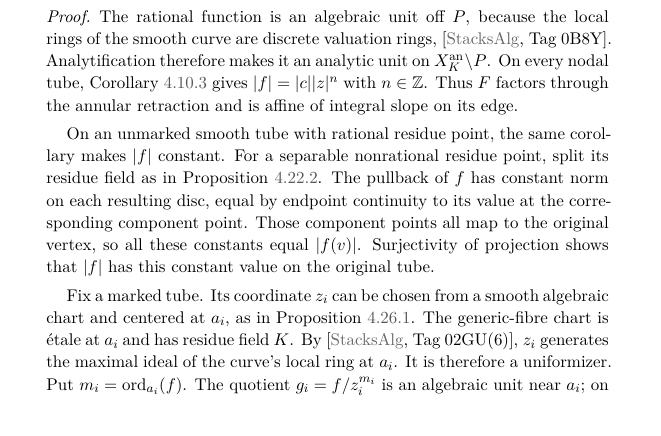 Proof. The rational function is an algebraic unit off P, because the local
rings of the smooth curve are discrete valuation rings, [StacksAlg, Tag 0B8Y].
Analytification therefore makes it an analytic unit on X_K^{an}\P. On every nodal
tube, Corollary 4.10.3 gives |f| = |c||z|^n with n ∈ ℤ. Thus F factors through
the annular retraction and is affine of integral slope on its edge.
On an unmarked smooth tube with rational residue point, the same corol-
lary makes |f| constant. For a separable nonrational residue point, split its
residue field as in Proposition 4.22.2. The pullback of f has constant norm
on each resulting disc, equal by endpoint continuity to its value at the corre-
sponding component point. Those component points all map to the original
vertex, so all these constants equal |f(v)|. Surjectivity of projection shows
that |f| has this constant value on the original tube.
Fix a marked tube. Its coordinate z_i can be chosen from a smooth algebraic
chart and centered at a_i, as in Proposition 4.26.1. The generic-fibre chart is
étale at a_i and has residue field K. By [StacksAlg, Tag 02GU(6)], z_i generates
the maximal ideal of the curve's local ring at a_i. It is therefore a uniformizer.
Put m_i = ord_{a_i}(f). The quotient g_i = f/z_i^{m_i} is an algebraic unit near a_i; on